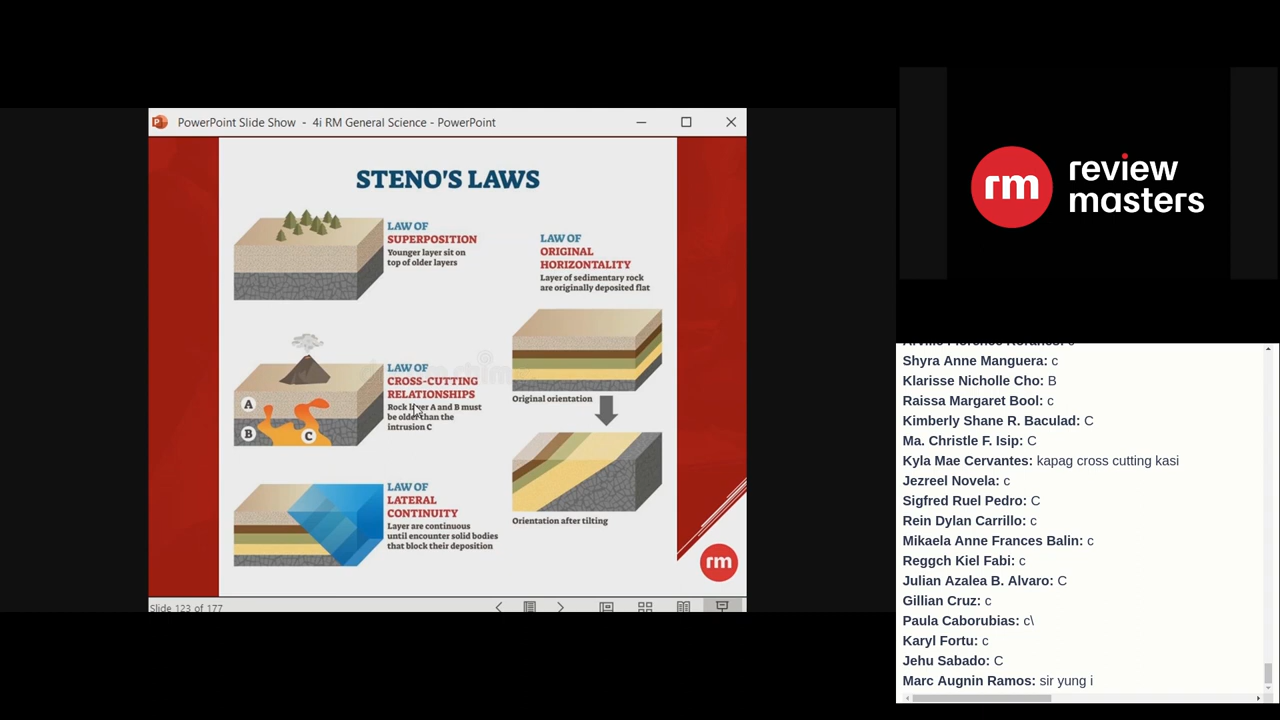 PowerPoint Slide Show - 4i RM General Science - PowerPoint
STENO'S LAWS
LAW OF
SUPERPOSITION
Younger layer sit on
top of older layers
LAW OF
CROSS-CUTTING
RELATIONSHIPS
Rock layer A and B must
be older than the
intrusion C
A
B
C
LAW OF
LATERAL
CONTINUITY
Layer are continuous
until encounter solid bodies
that block their deposition
LAW OF
ORIGINAL
HORIZONTALITY
Layer of sedimentary rock
are originally deposited flat
Original orientation
Orientation after tilting
rm
Slide 123 of 177
rm review
masters
Shyra Anne Manguera: c
Klarisse Nicholle Cho: B
Raissa Margaret Bool: c
Kimberly Shane R. Baculad: C
Ma. Christle F. Isip: C
Kyla Mae Cervantes: kapag cross cutting kasi
Jezreel Novela: c
Sigfred Ruel Pedro: C
Rein Dylan Carrillo: c
Mikaela Anne Frances Balin: c
Reggch Kiel Fabi: c
Julian Azalea B. Alvaro: C
Gillian Cruz: c
Paula Caborubias: c\
Karyl Fortu: c
Jehu Sabado: C
Marc Augnin Ramos: sir yung i